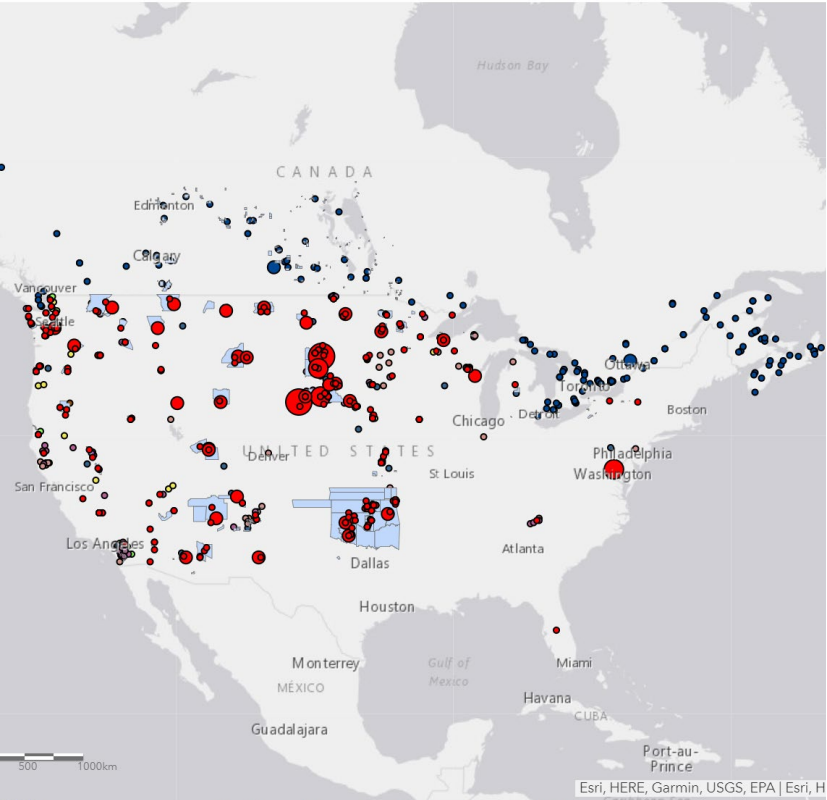 Hudson Bay
CANADA
Edmonton
Calgary
Vancouver
Seattle
Ottawa
Toronto
Boston
Detroit
Chicago
UNITED STATES
Denver
Philadelphia
St Louis
Washington
San Francisco
Los Angeles
Atlanta
Dallas
Houston
Monterrey
Gulf of
Mexico
Miami
MÉXICO
Havana
CUBA
Guadalajara
Port-au-
Prince
500 1000km
Esri, HERE, Garmin, USGS, EPA | Esri, H